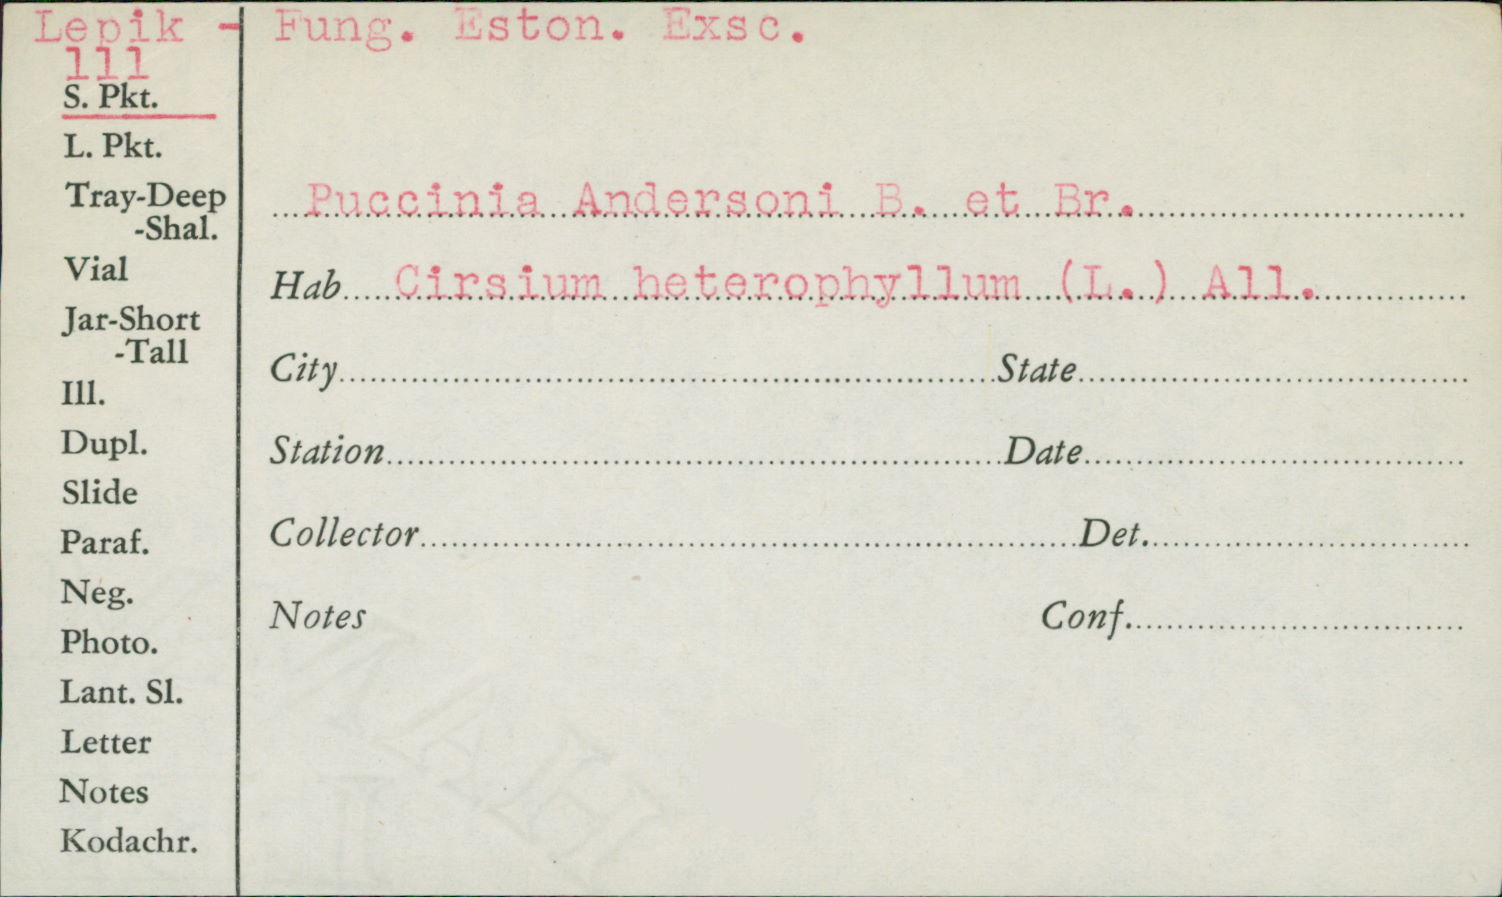 Lepik - Fung. Eston. Exsc.
111
S. Pkt.
L. Pkt.
Tray-Deep
-Shal.
Vial
Jar-Short
-Tall
Ill.
Dupl.
Slide
Paraf.
Neg.
Photo.
Lant. Sl.
Letter
Notes
Kodachr.
Puccinia Andersoni B. et Br.
Hab Cirsium heterophyllum (L.) All.
City State
Station Date
Collector Det.
Notes Conf.